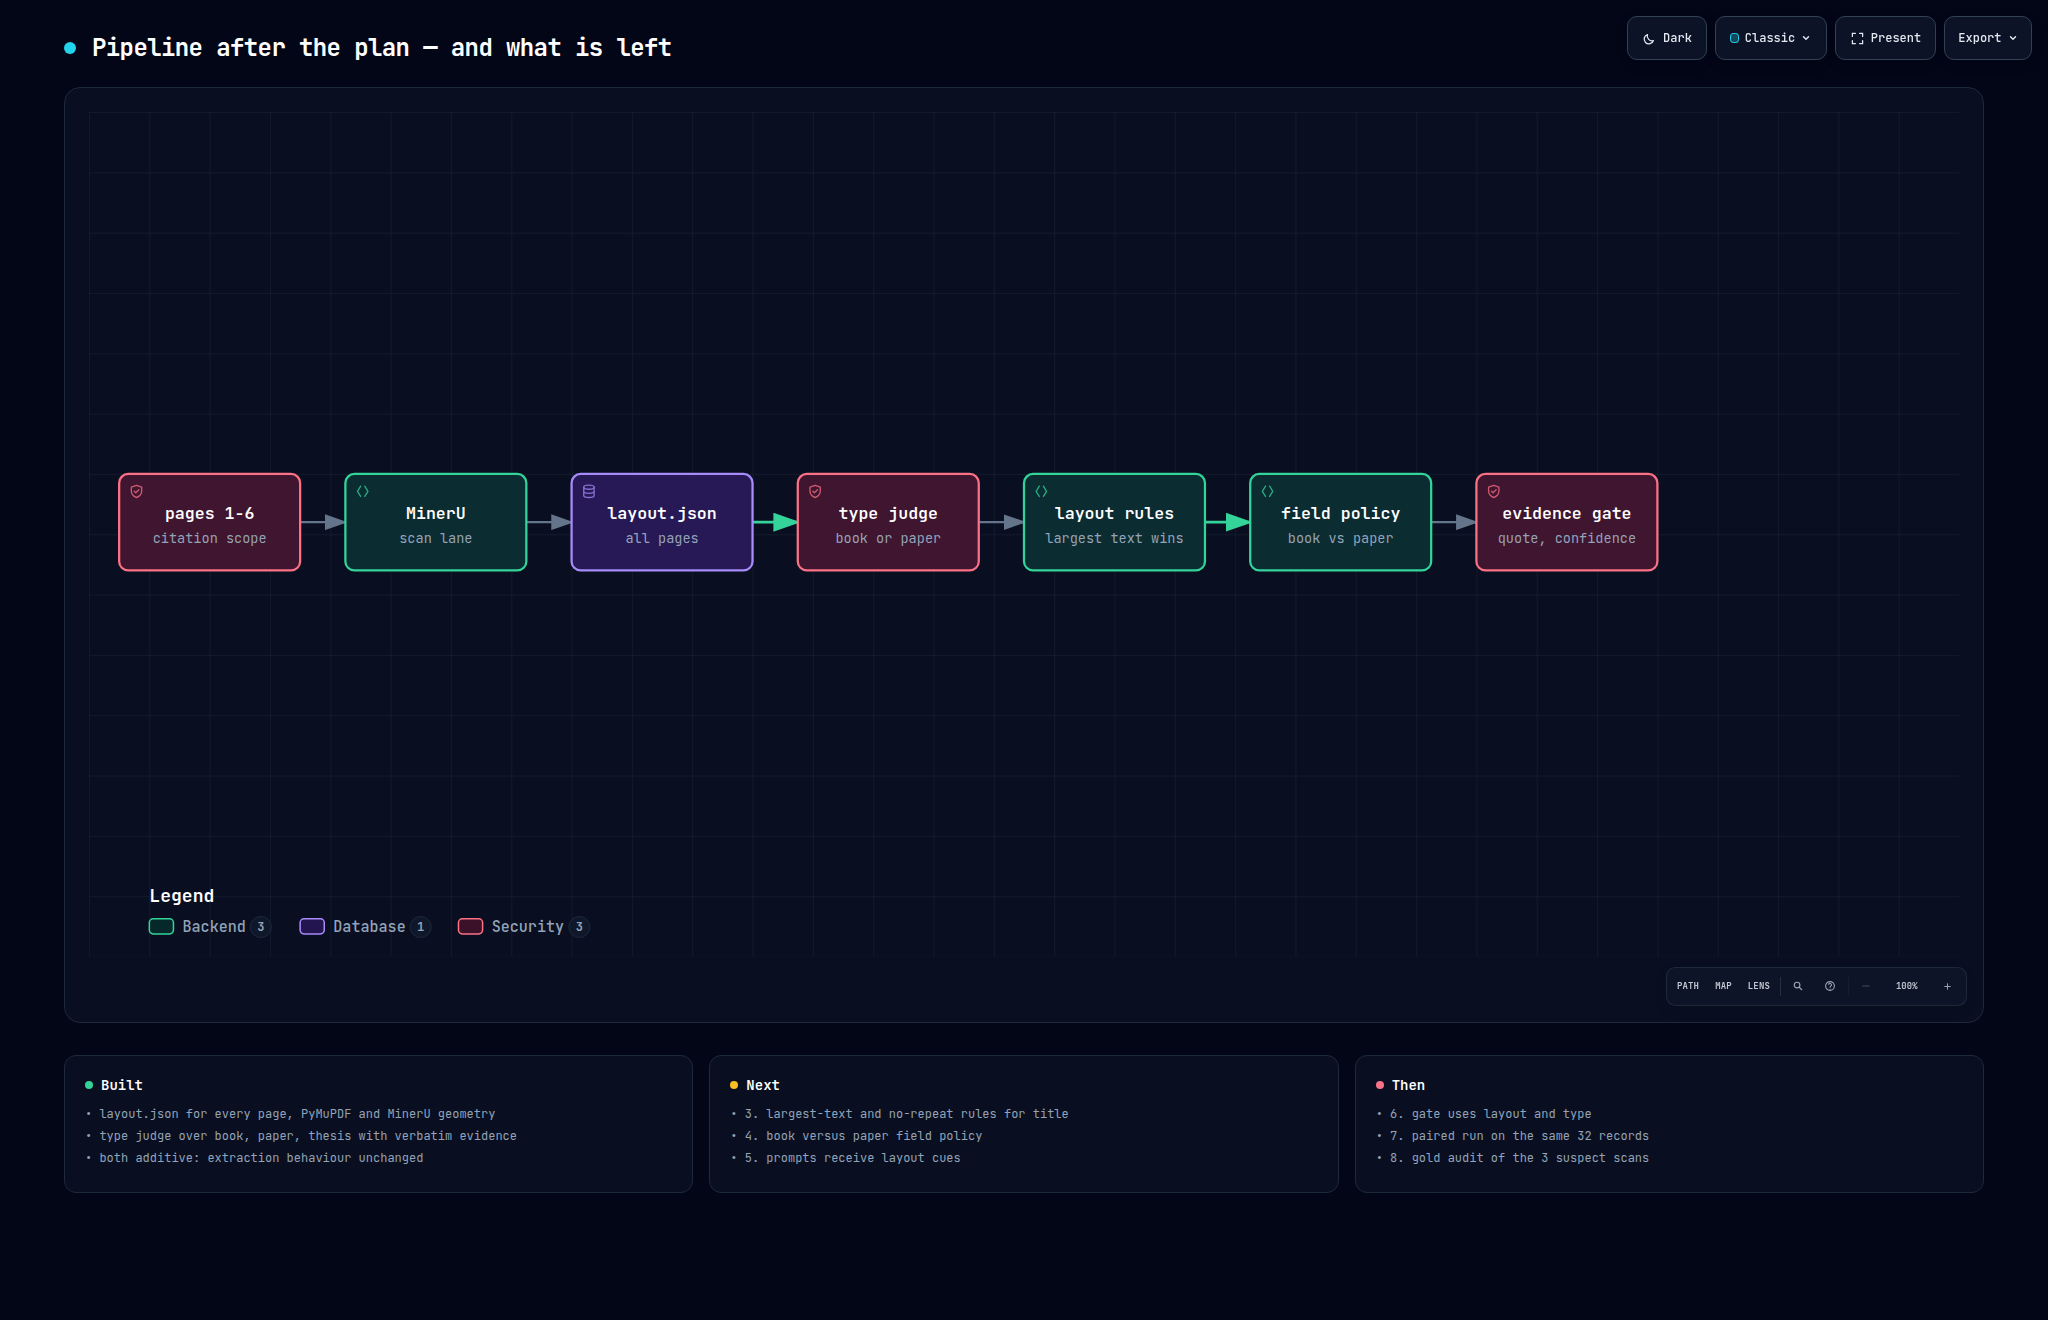 Pipeline after the plan — and what is left
Dark
Classic
Present
Export
pages 1-6
citation scope
MinerU
scan lane
layout.json
all pages
type judge
book or paper
layout rules
largest text wins
field policy
book vs paper
evidence gate
quote, confidence
Legend
Backend 3
Database 1
Security 3
PATH MAP LENS 100%
Built
• layout.json for every page, PyMuPDF and MinerU geometry
• type judge over book, paper, thesis with verbatim evidence
• both additive: extraction behaviour unchanged
Next
• 3. largest-text and no-repeat rules for title
• 4. book versus paper field policy
• 5. prompts receive layout cues
Then
• 6. gate uses layout and type
• 7. paired run on the same 32 records
• 8. gold audit of the 3 suspect scans